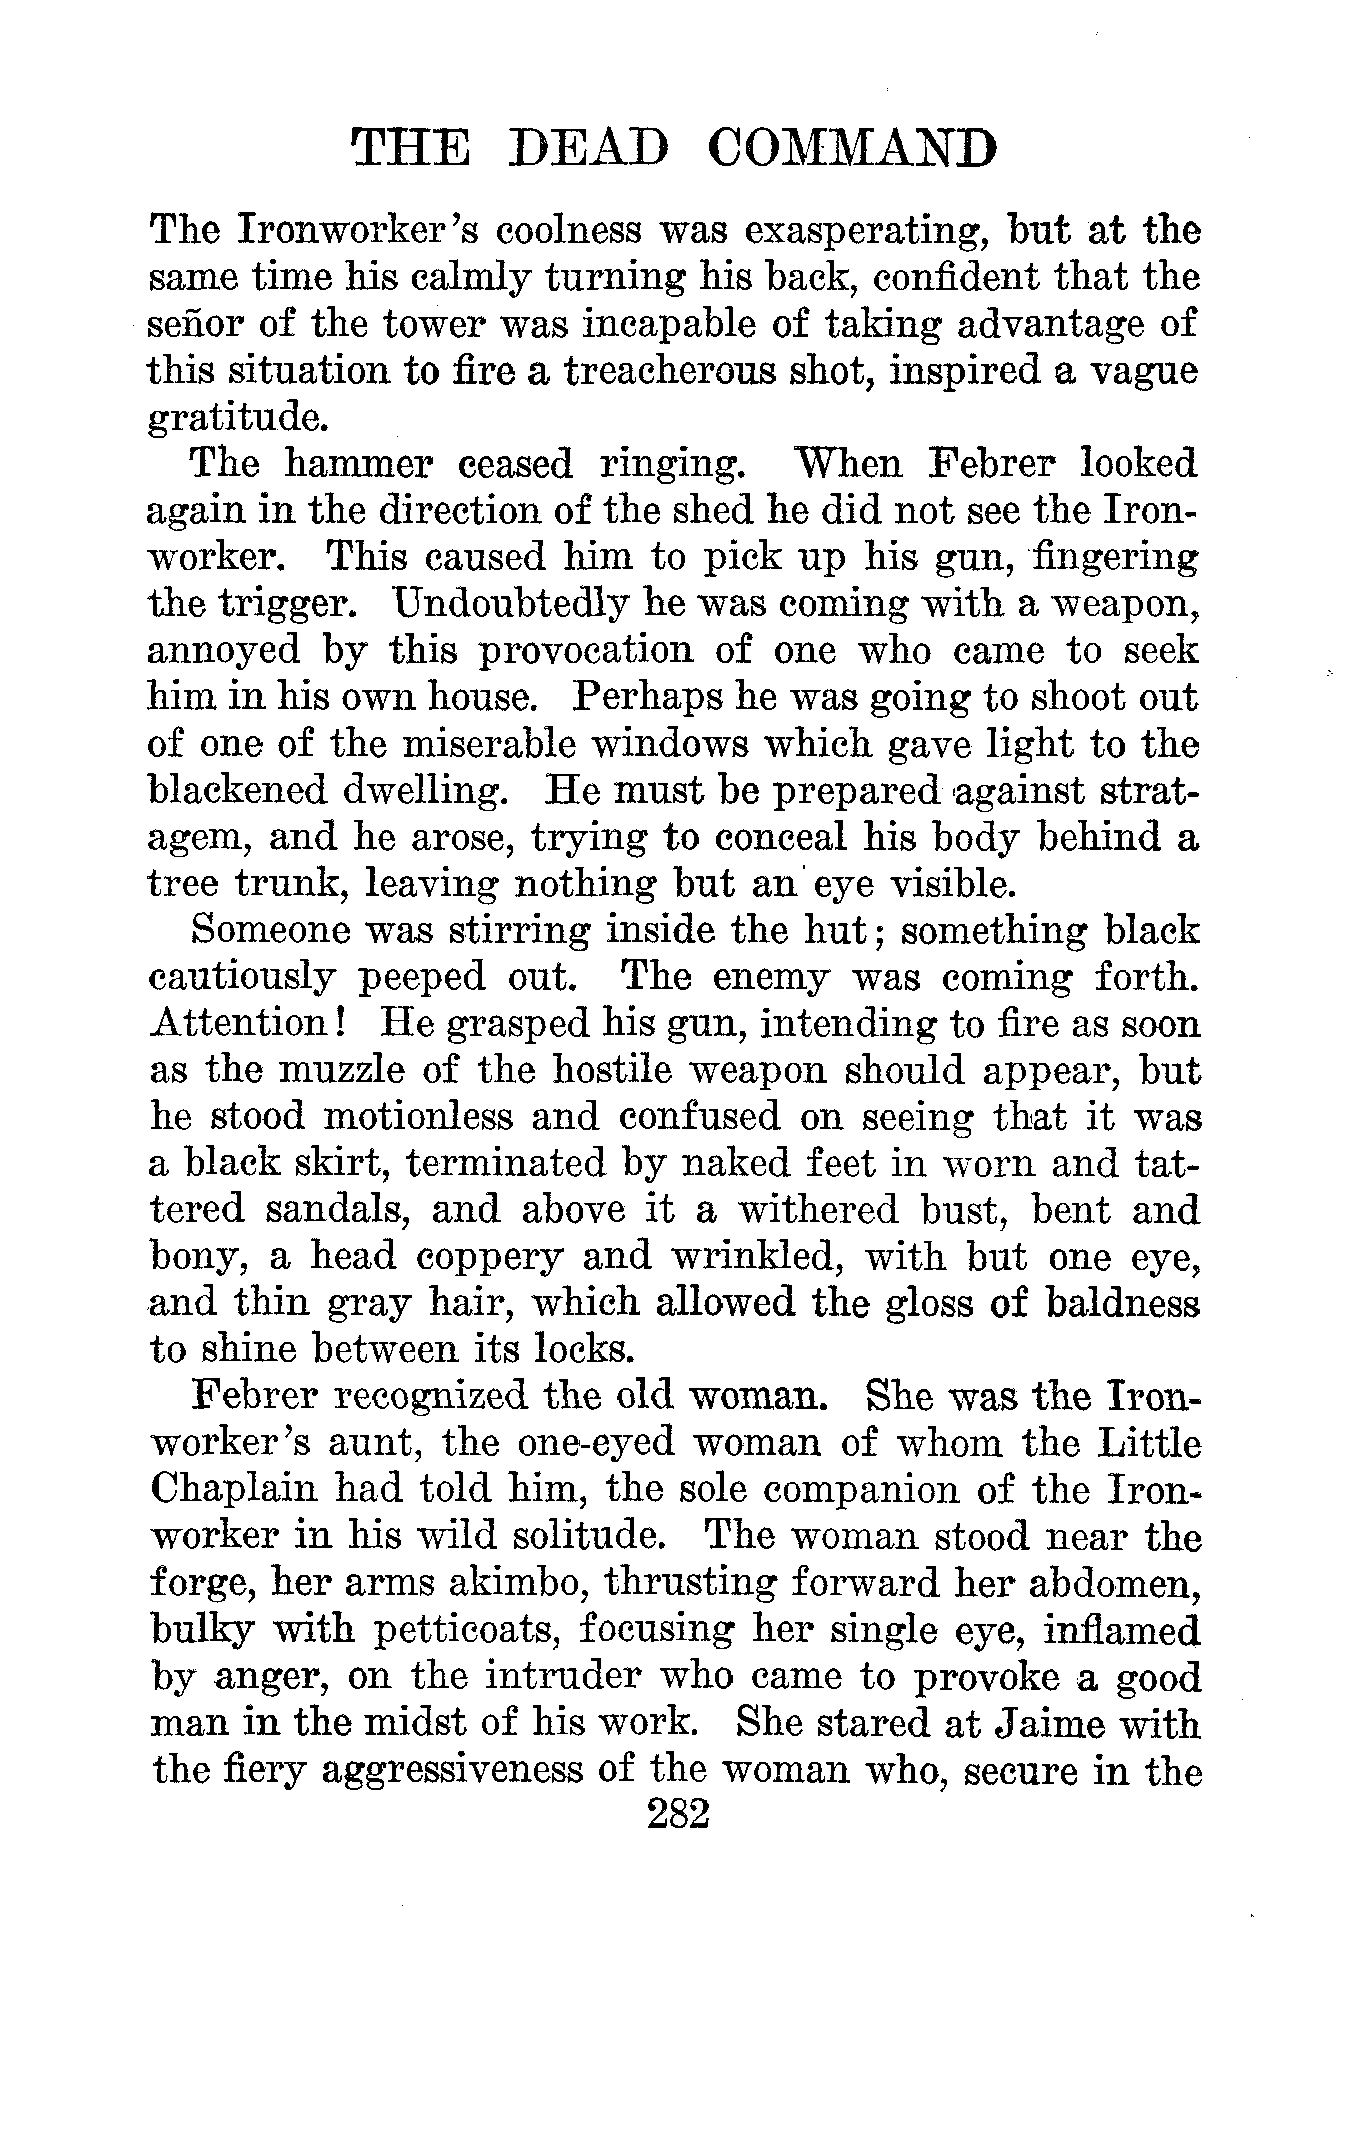 THE DEAD COMMAND
The Ironworker's coolness was exasperating, but at the
same time his calmly turning his back, confident that the
señor of the tower was incapable of taking advantage of
this situation to fire a treacherous shot, inspired a vague
gratitude.
The hammer ceased ringing. When Febrer looked
again in the direction of the shed he did not see the Iron-
worker. This caused him to pick up his gun, fingering
the trigger. Undoubtedly he was coming with a weapon,
annoyed by this provocation of one who came to seek
him in his own house. Perhaps he was going to shoot out
of one of the miserable windows which gave light to the
blackened dwelling. He must be prepared against strat-
agem, and he arose, trying to conceal his body behind a
tree trunk, leaving nothing but an eye visible.
Someone was stirring inside the hut; something black
cautiously peeped out. The enemy was coming forth.
Attention! He grasped his gun, intending to fire as soon
as the muzzle of the hostile weapon should appear, but
he stood motionless and confused on seeing that it was
a black skirt, terminated by naked feet in worn and tat-
tered sandals, and above it a withered bust, bent and
bony, a head coppery and wrinkled, with but one eye,
and thin gray hair, which allowed the gloss of baldness
to shine between its locks.
Febrer recognized the old woman. She was the Iron-
worker's aunt, the one-eyed woman of whom the Little
Chaplain had told him, the sole companion of the Iron-
worker in his wild solitude. The woman stood near the
forge, her arms akimbo, thrusting forward her abdomen,
bulky with petticoats, focusing her single eye, inflamed
by anger, on the intruder who came to provoke a good
man in the midst of his work. She stared at Jaime with
the fiery aggressiveness of the woman who, secure in the
282